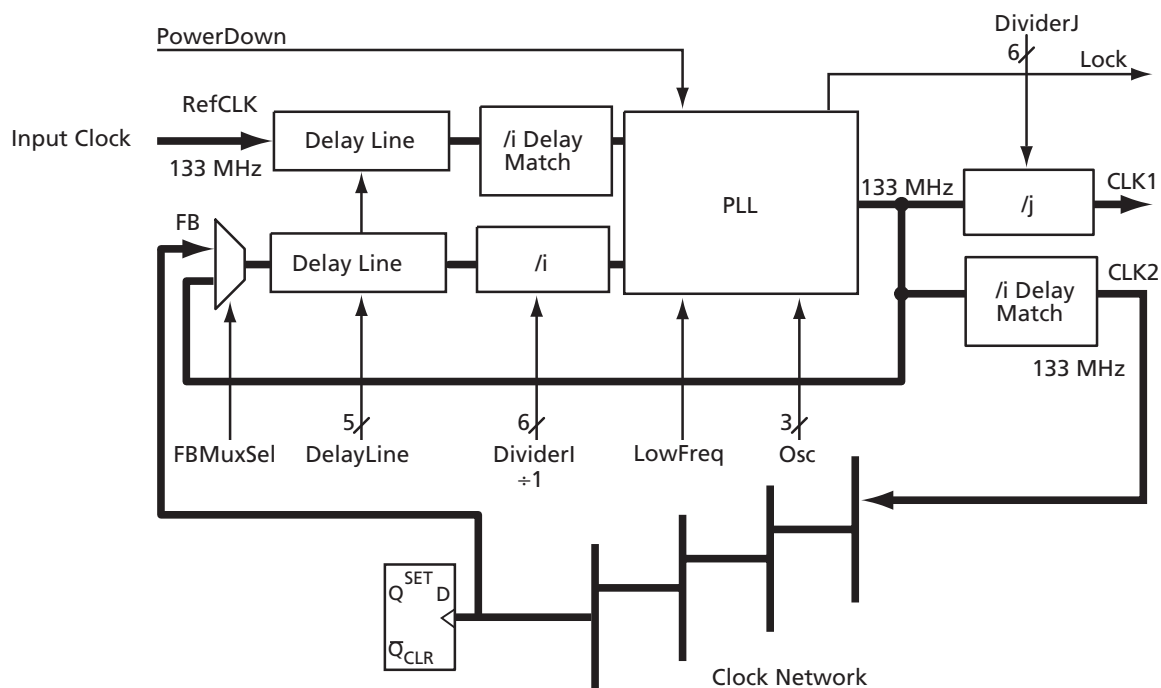 PowerDown
DividerJ
6
Lock
RefCLK
Input Clock
133 MHz
Delay Line
/i Delay
Match
PLL
133 MHz
/j
CLK1
FB
Delay Line
/i
/i Delay
Match
CLK2
133 MHz
5
6
3
FBMuxSel
DelayLine
DividerI
÷1
LowFreq
Osc
Q SET D
Q̅ CLR
Clock Network